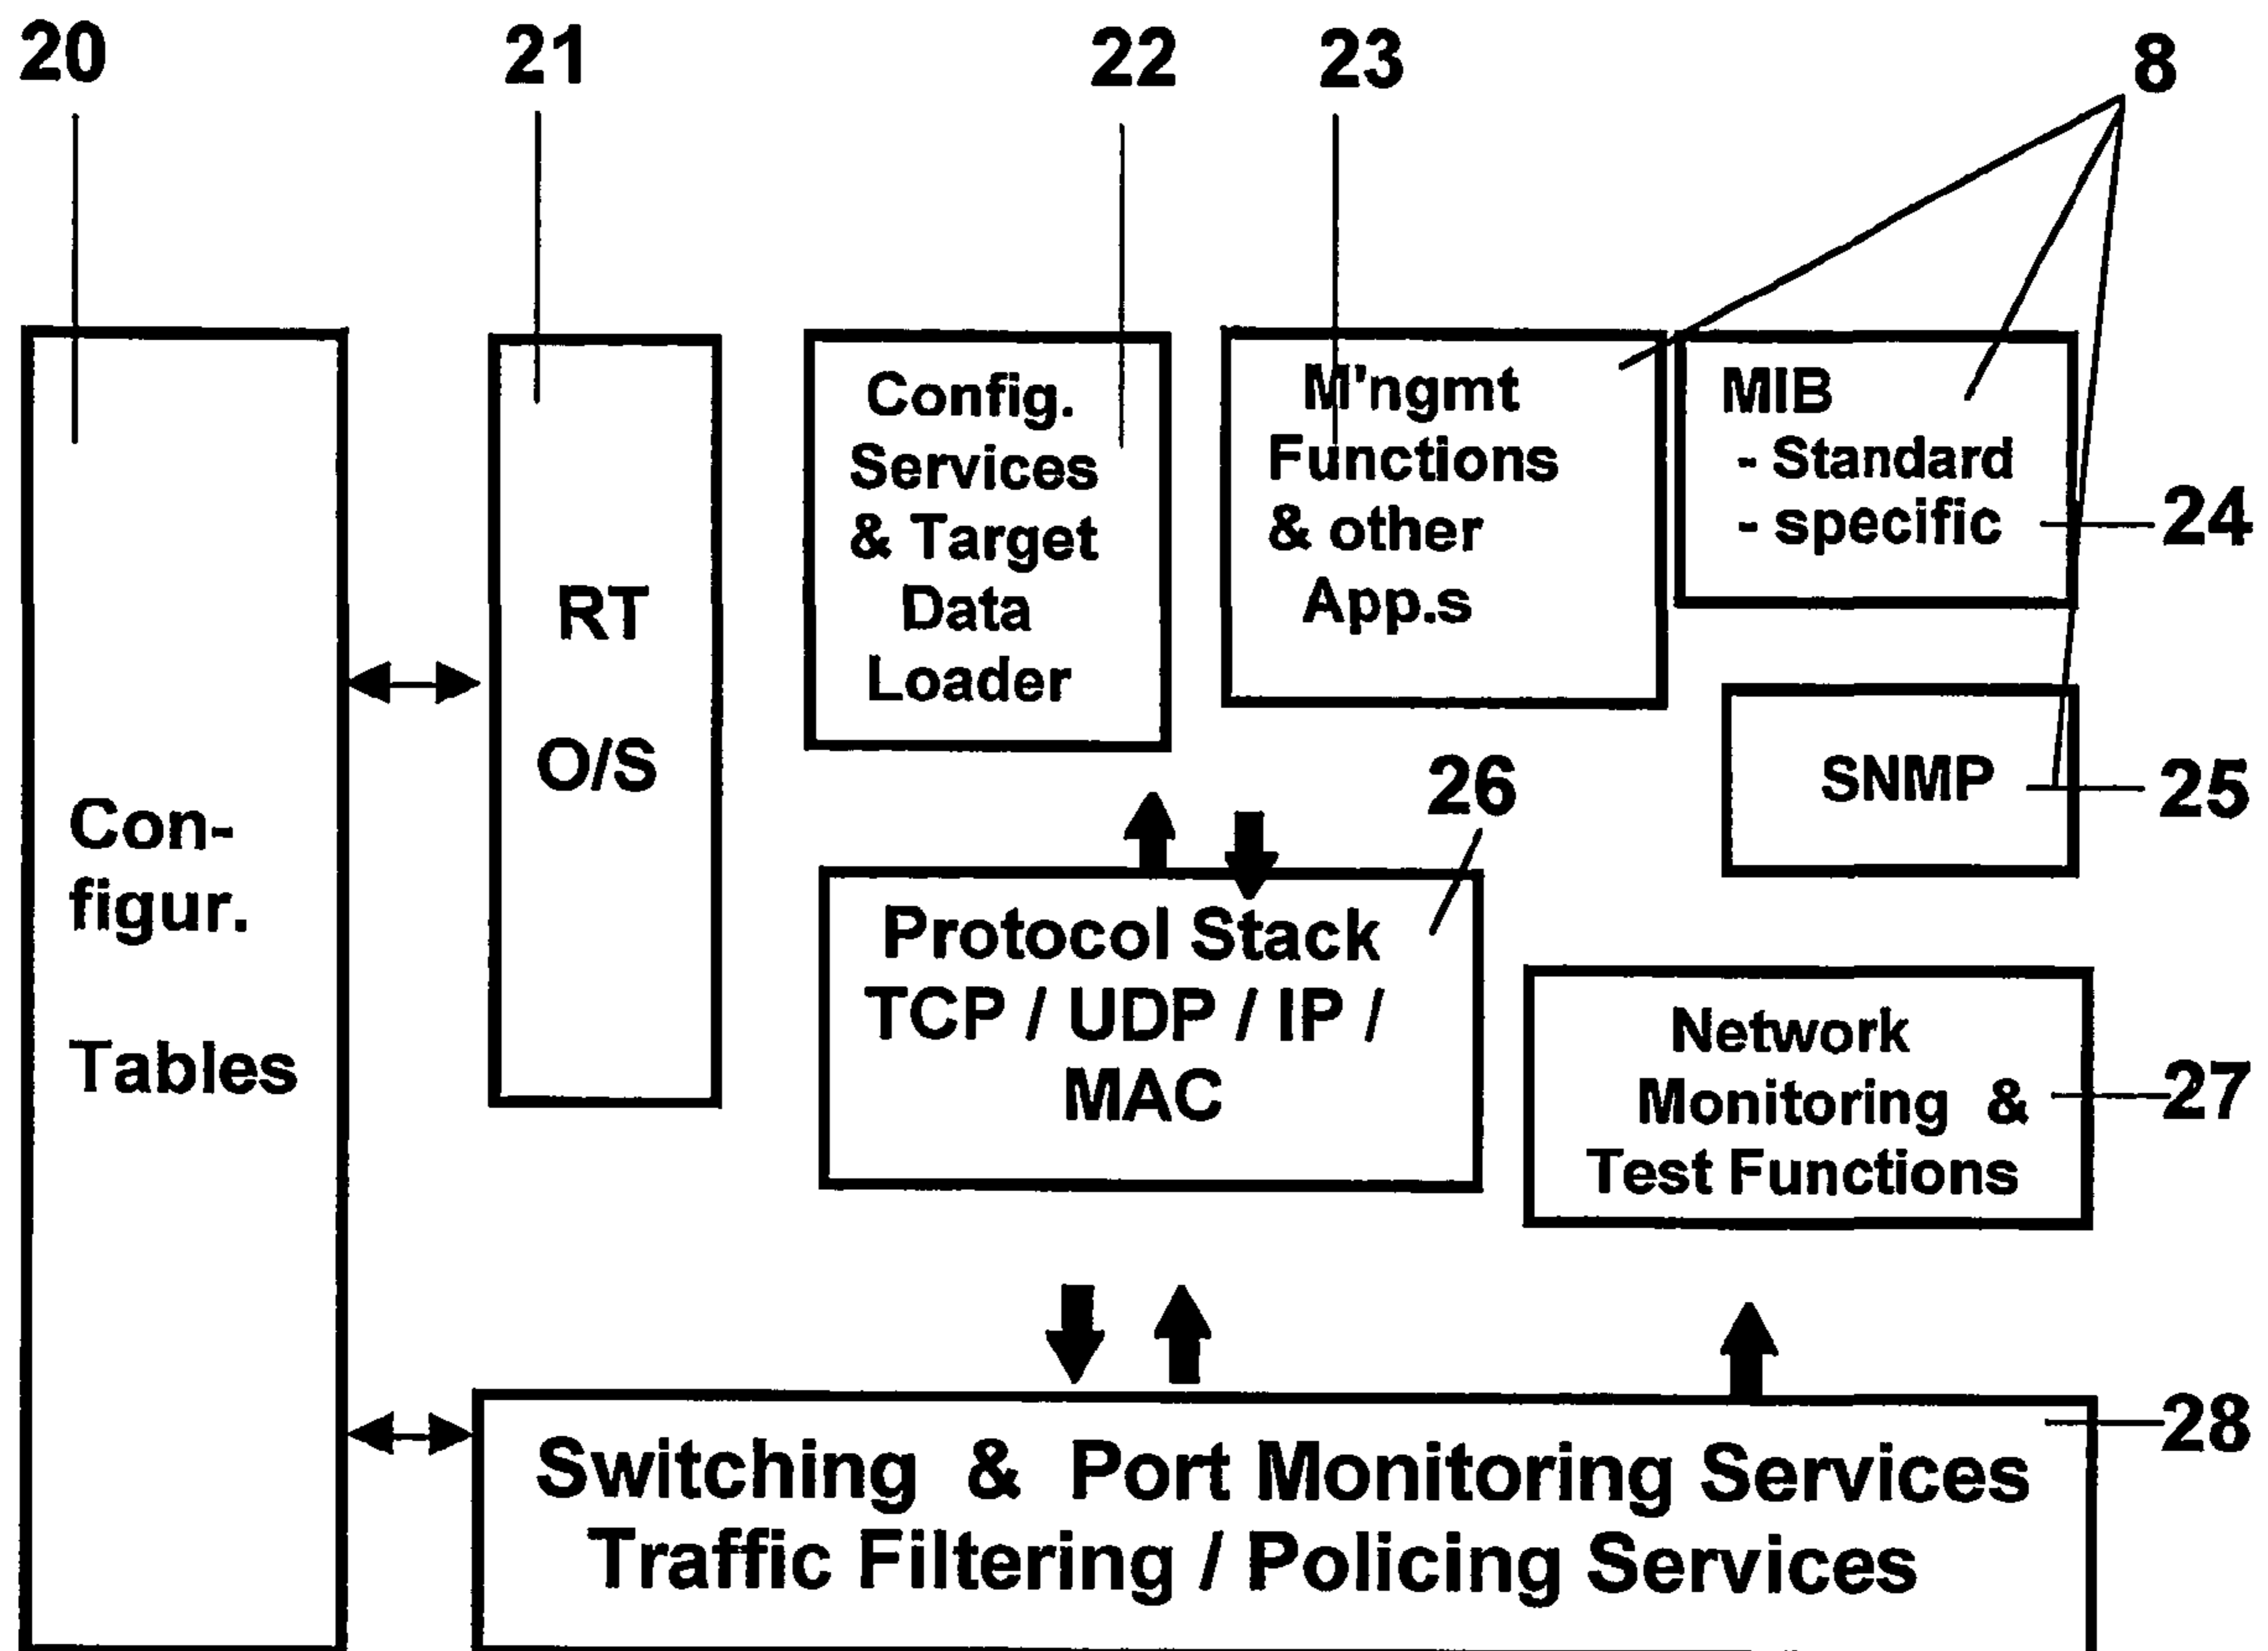 20
21
22
23
8
Config.
Services
& Target
Data
Loader
M'ngmt
Functions
& other
App.s
MIB
- Standard
- specific
24
RT
O/S
SNMP
25
26
Con-
figur.
Tables
Protocol Stack
TCP / UDP / IP /
MAC
Network
Monitoring &
Test Functions
27
28
Switching & Port Monitoring Services
Traffic Filtering / Policing Services